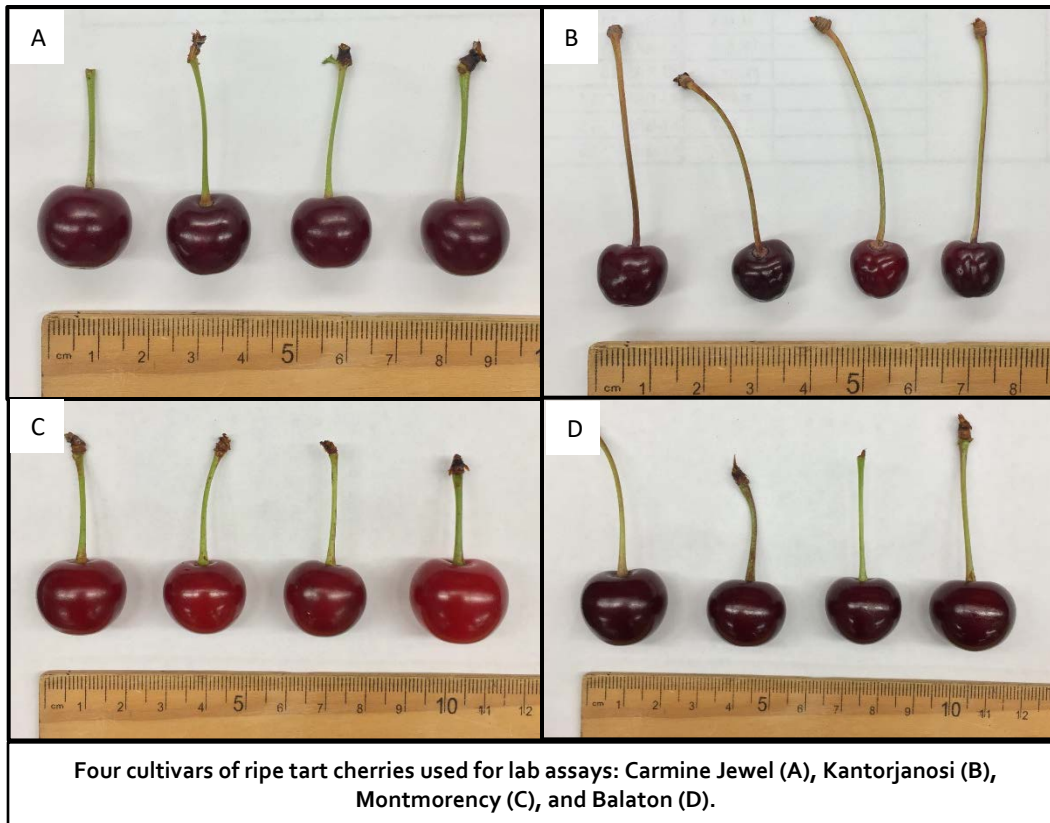 A
B
cm 1 2 3 4 5 6 7 8 9
cm 1 2 3 4 5 6 7 8
C
D
cm 1 2 3 4 5 6 7 8 9 10 11 12
cm 1 2 3 4 5 6 7 8 9 10 11 12
Four cultivars of ripe tart cherries used for lab assays: Carmine Jewel (A), Kantorjanosi (B),
Montmorency (C), and Balaton (D).